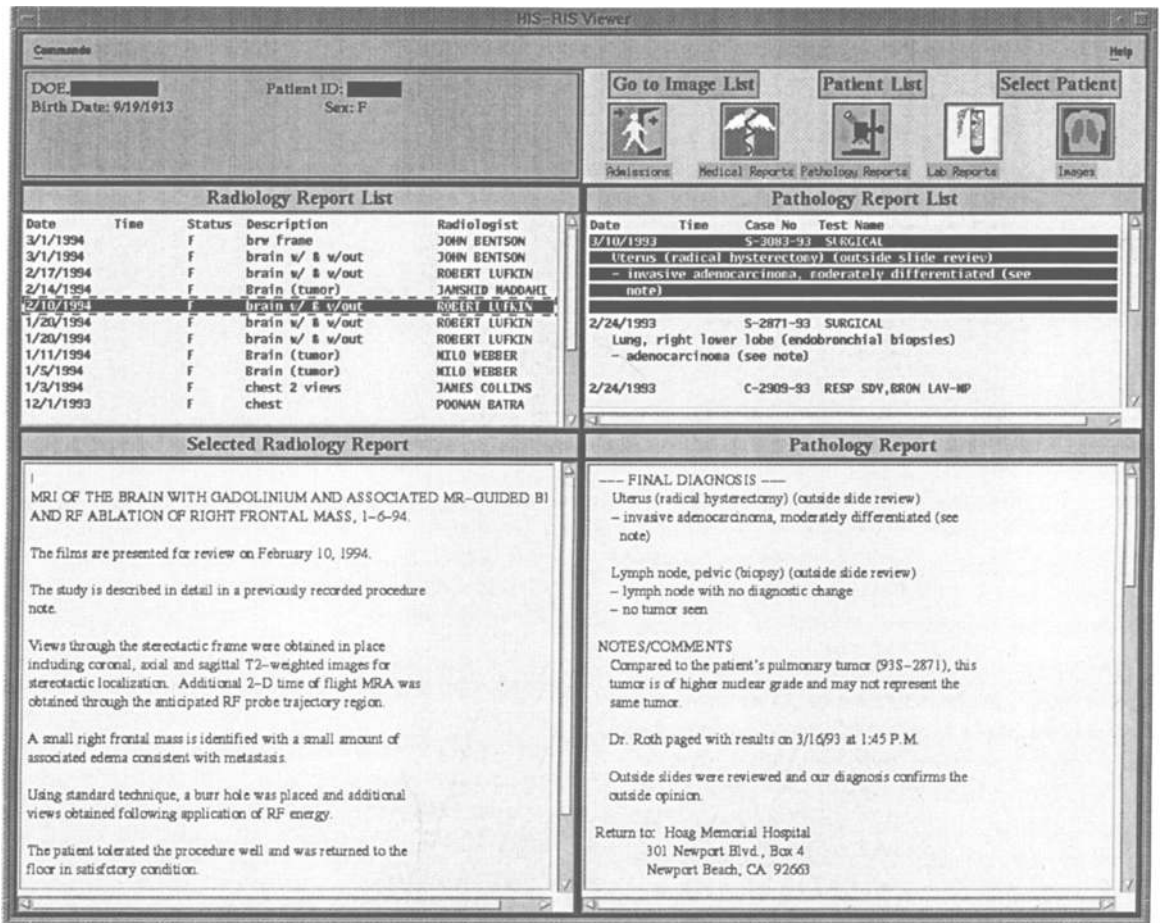 HIS-RIS Viewer
Commands Help
DOE, Patient ID:
Birth Date: 9/19/1913 Sex: F
Go to Image List Patient List Select Patient
Admissions Medical Reports Pathology Reports Lab Reports Images
Radiology Report List
Date Time Status Description Radiologist
3/1/1994 F brw frame JOHN BENTSON
3/1/1994 F brain w/ & w/out JOHN BENTSON
2/17/1994 F brain w/ & w/out ROBERT LUFKIN
2/14/1994 F Brain (tumor) JAMSHID MADDAHI
2/10/1994 F brain w/ & w/out ROBERT LUFKIN
1/20/1994 F brain w/ & w/out ROBERT LUFKIN
1/20/1994 F brain w/ & w/out ROBERT LUFKIN
1/11/1994 F Brain (tumor) MILO WEBBER
1/5/1994 F Brain (tumor) MILO WEBBER
1/3/1994 F chest 2 views JAMES COLLINS
12/1/1993 F chest POONAN BATRA
Pathology Report List
Date Time Case No Test Name
3/10/1993 S-3083-93 SURGICAL
Uterus (radical hysterectomy) (outside slide review)
- invasive adenocarcinoma, moderately differentiated (see
note)
2/24/1993 S-2871-93 SURGICAL
Lung, right lower lobe (endobronchial biopsies)
- adenocarcinoma (see note)
2/24/1993 C-2909-93 RESP SDY,BRON LAV-WP
Selected Radiology Report
MRI OF THE BRAIN WITH GADOLINIUM AND ASSOCIATED MR-GUIDED BI
AND RF ABLATION OF RIGHT FRONTAL MASS, 1-6-94.
The films are presented for review on February 10, 1994.
The study is described in detail in a previously recorded procedure
note.
Views through the stereotactic frame were obtained in place
including coronal, axial and sagittal T2-weighted images for
stereotactic localization. Additional 2-D time of flight MRA was
obtained through the anticipated RF probe trajectory region.
A small right frontal mass is identified with a small amount of
associated edema consistent with metastasis.
Using standard technique, a burr hole was placed and additional
views obtained following application of RF energy.
The patient tolerated the procedure well and was returned to the
floor in satisfctory condition.
Pathology Report
---- FINAL DIAGNOSIS ----
Uterus (radical hysterectomy) (outside slide review)
- invasive adenocarcinoma, moderately differentiated (see
note)
Lymph node, pelvic (biopsy) (outside slide review)
- lymph node with no diagnostic change
- no tumor seen
NOTES/COMMENTS
Compared to the patient's pulmonary tumor (93S-2871), this
tumor is of higher nuclear grade and may not represent the
same tumor.
Dr. Roth paged with results on 3/16/93 at 1:45 P.M.
Outside slides were reviewed and our diagnosis confirms the
outside opinion.
Return to: Hoag Memorial Hospital
301 Newport Blvd., Box 4
Newport Beach, CA 92663